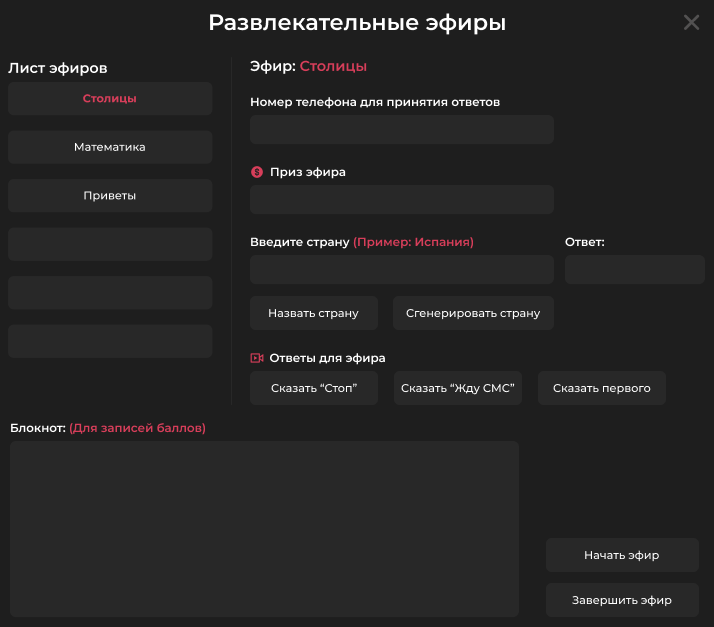 Развлекательные эфиры
Лист эфиров
Столицы
Математика
Приветы
Эфир: Столицы
Номер телефона для принятия ответов
Приз эфира
Введите страну (Пример: Испания)
Ответ:
Назвать страну
Сгенерировать страну
Ответы для эфира
Сказать “Стоп”
Сказать “Жду СМС”
Сказать первого
Блокнот: (Для записей баллов)
Начать эфир
Завершить эфир